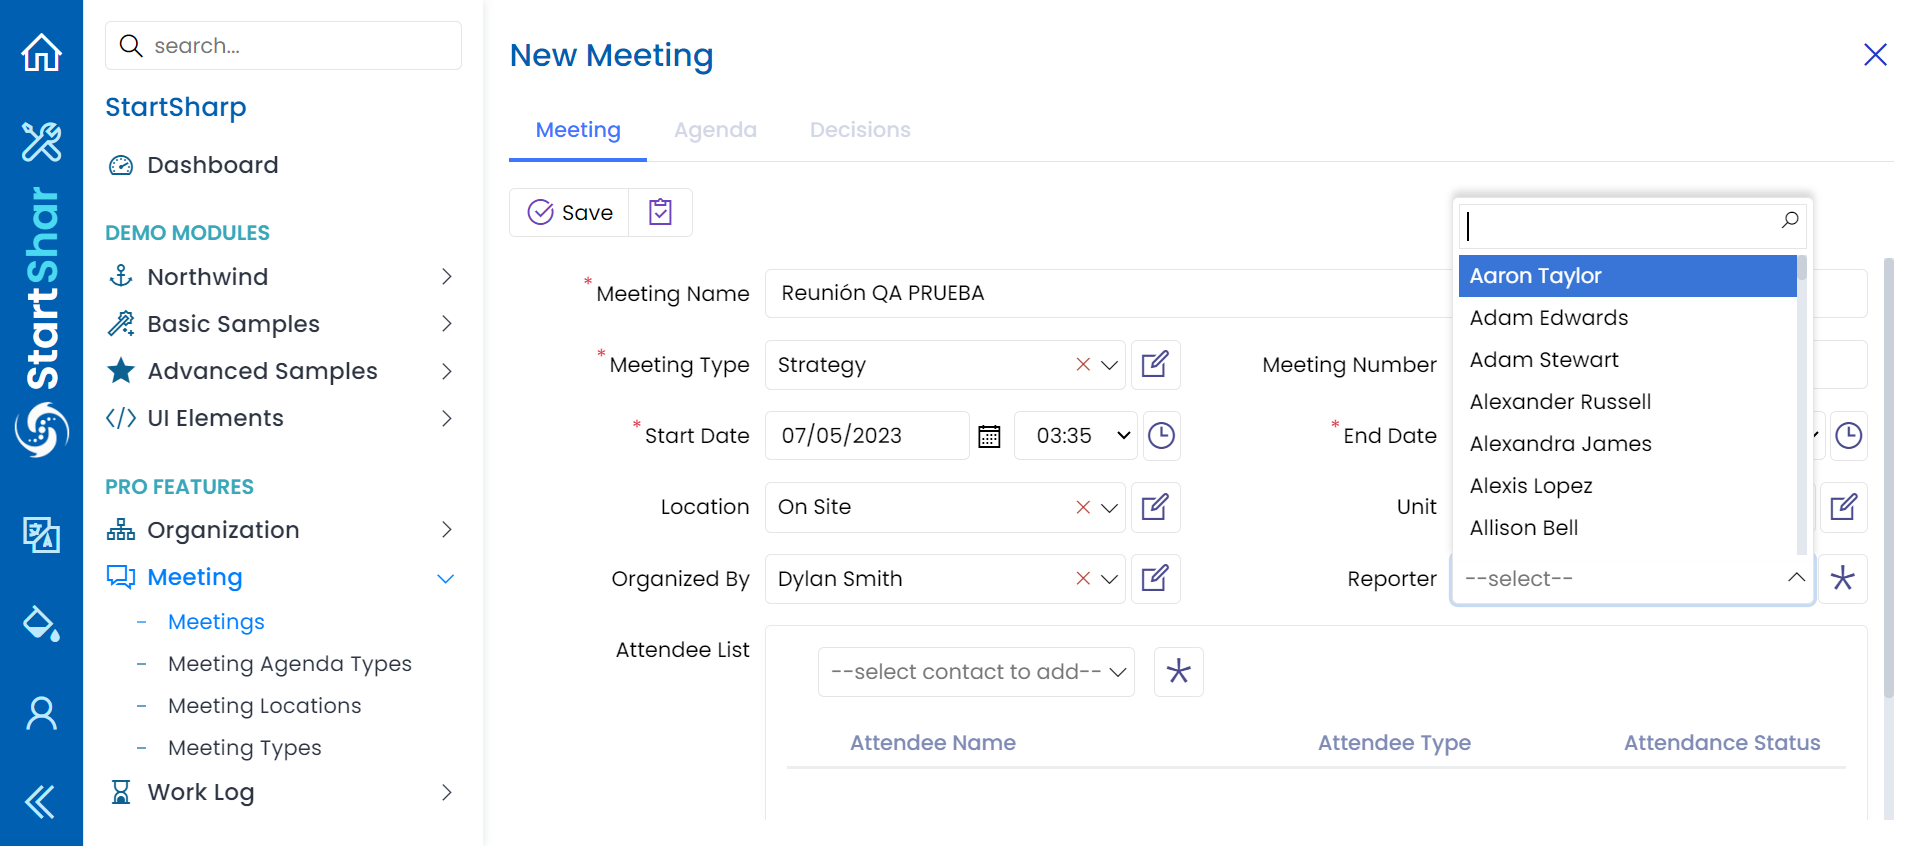 StartShar
search...
StartSharp
Dashboard
DEMO MODULES
Northwind
Basic Samples
Advanced Samples
UI Elements
PRO FEATURES
Organization
Meeting
- Meetings
- Meeting Agenda Types
- Meeting Locations
- Meeting Types
Work Log
New Meeting
Meeting Agenda Decisions
Save
* Meeting Name Reunión QA PRUEBA
* Meeting Type Strategy
Meeting Number
* Start Date 07/05/2023 03:35
* End Date
Location On Site
Unit
Organized By Dylan Smith
Reporter --select--
Aaron Taylor
Adam Edwards
Adam Stewart
Alexander Russell
Alexandra James
Alexis Lopez
Allison Bell
Attendee List
--select contact to add--
Attendee Name Attendee Type Attendance Status